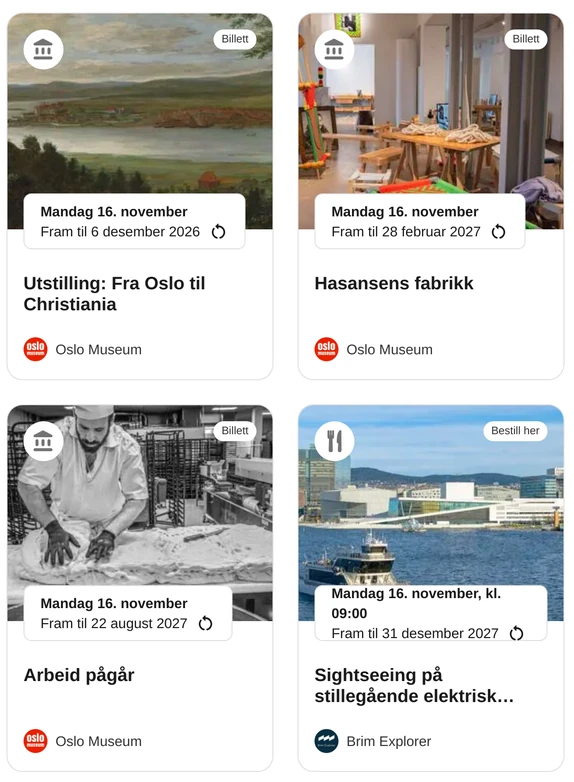 Billett
Mandag 16. november
Fram til 6 desember 2026
Utstilling: Fra Oslo til
Christiania
oslo
museum
Oslo Museum
Billett
Mandag 16. november
Fram til 28 februar 2027
Hasansens fabrikk
oslo
museum
Oslo Museum
Billett
Mandag 16. november
Fram til 22 august 2027
Arbeid pågår
oslo
museum
Oslo Museum
Bestill her
Mandag 16. november, kl.
09:00
Fram til 31 desember 2027
Sightseeing på
stillegående elektrisk…
Brim Explorer